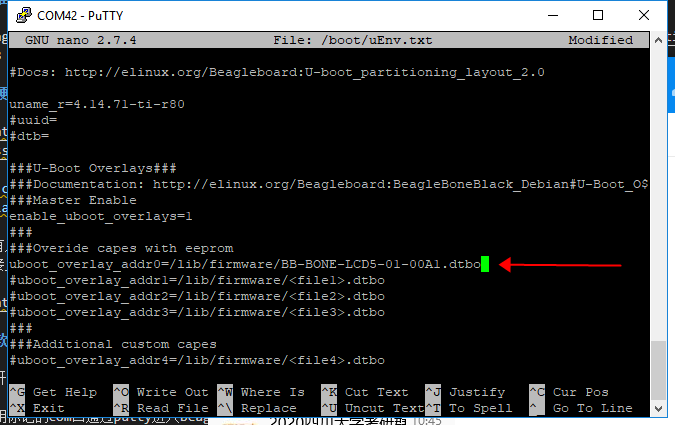 COM42 - PuTTY
GNU nano 2.7.4 File: /boot/uEnv.txt Modified
#Docs: http://elinux.org/Beagleboard:U-boot_partitioning_layout_2.0
uname_r=4.14.71-ti-r80
#uuid=
#dtb=
###U-Boot Overlays###
###Documentation: http://elinux.org/Beagleboard:BeagleBoneBlack_Debian#U-Boot_O$
###Master Enable
enable_uboot_overlays=1
###
###Overide capes with eeprom
uboot_overlay_addr0=/lib/firmware/BB-BONE-LCD5-01-00A1.dtbo
#uboot_overlay_addr1=/lib/firmware/<file1>.dtbo
#uboot_overlay_addr2=/lib/firmware/<file2>.dtbo
#uboot_overlay_addr3=/lib/firmware/<file3>.dtbo
###
###Additional custom capes
#uboot_overlay_addr4=/lib/firmware/<file4>.dtbo
^G Get Help ^O Write Out ^W Where Is ^K Cut Text ^J Justify ^C Cur Pos
^X Exit ^R Read File ^\ Replace ^U Uncut Text ^T To Spell ^_ Go To Line
10:45